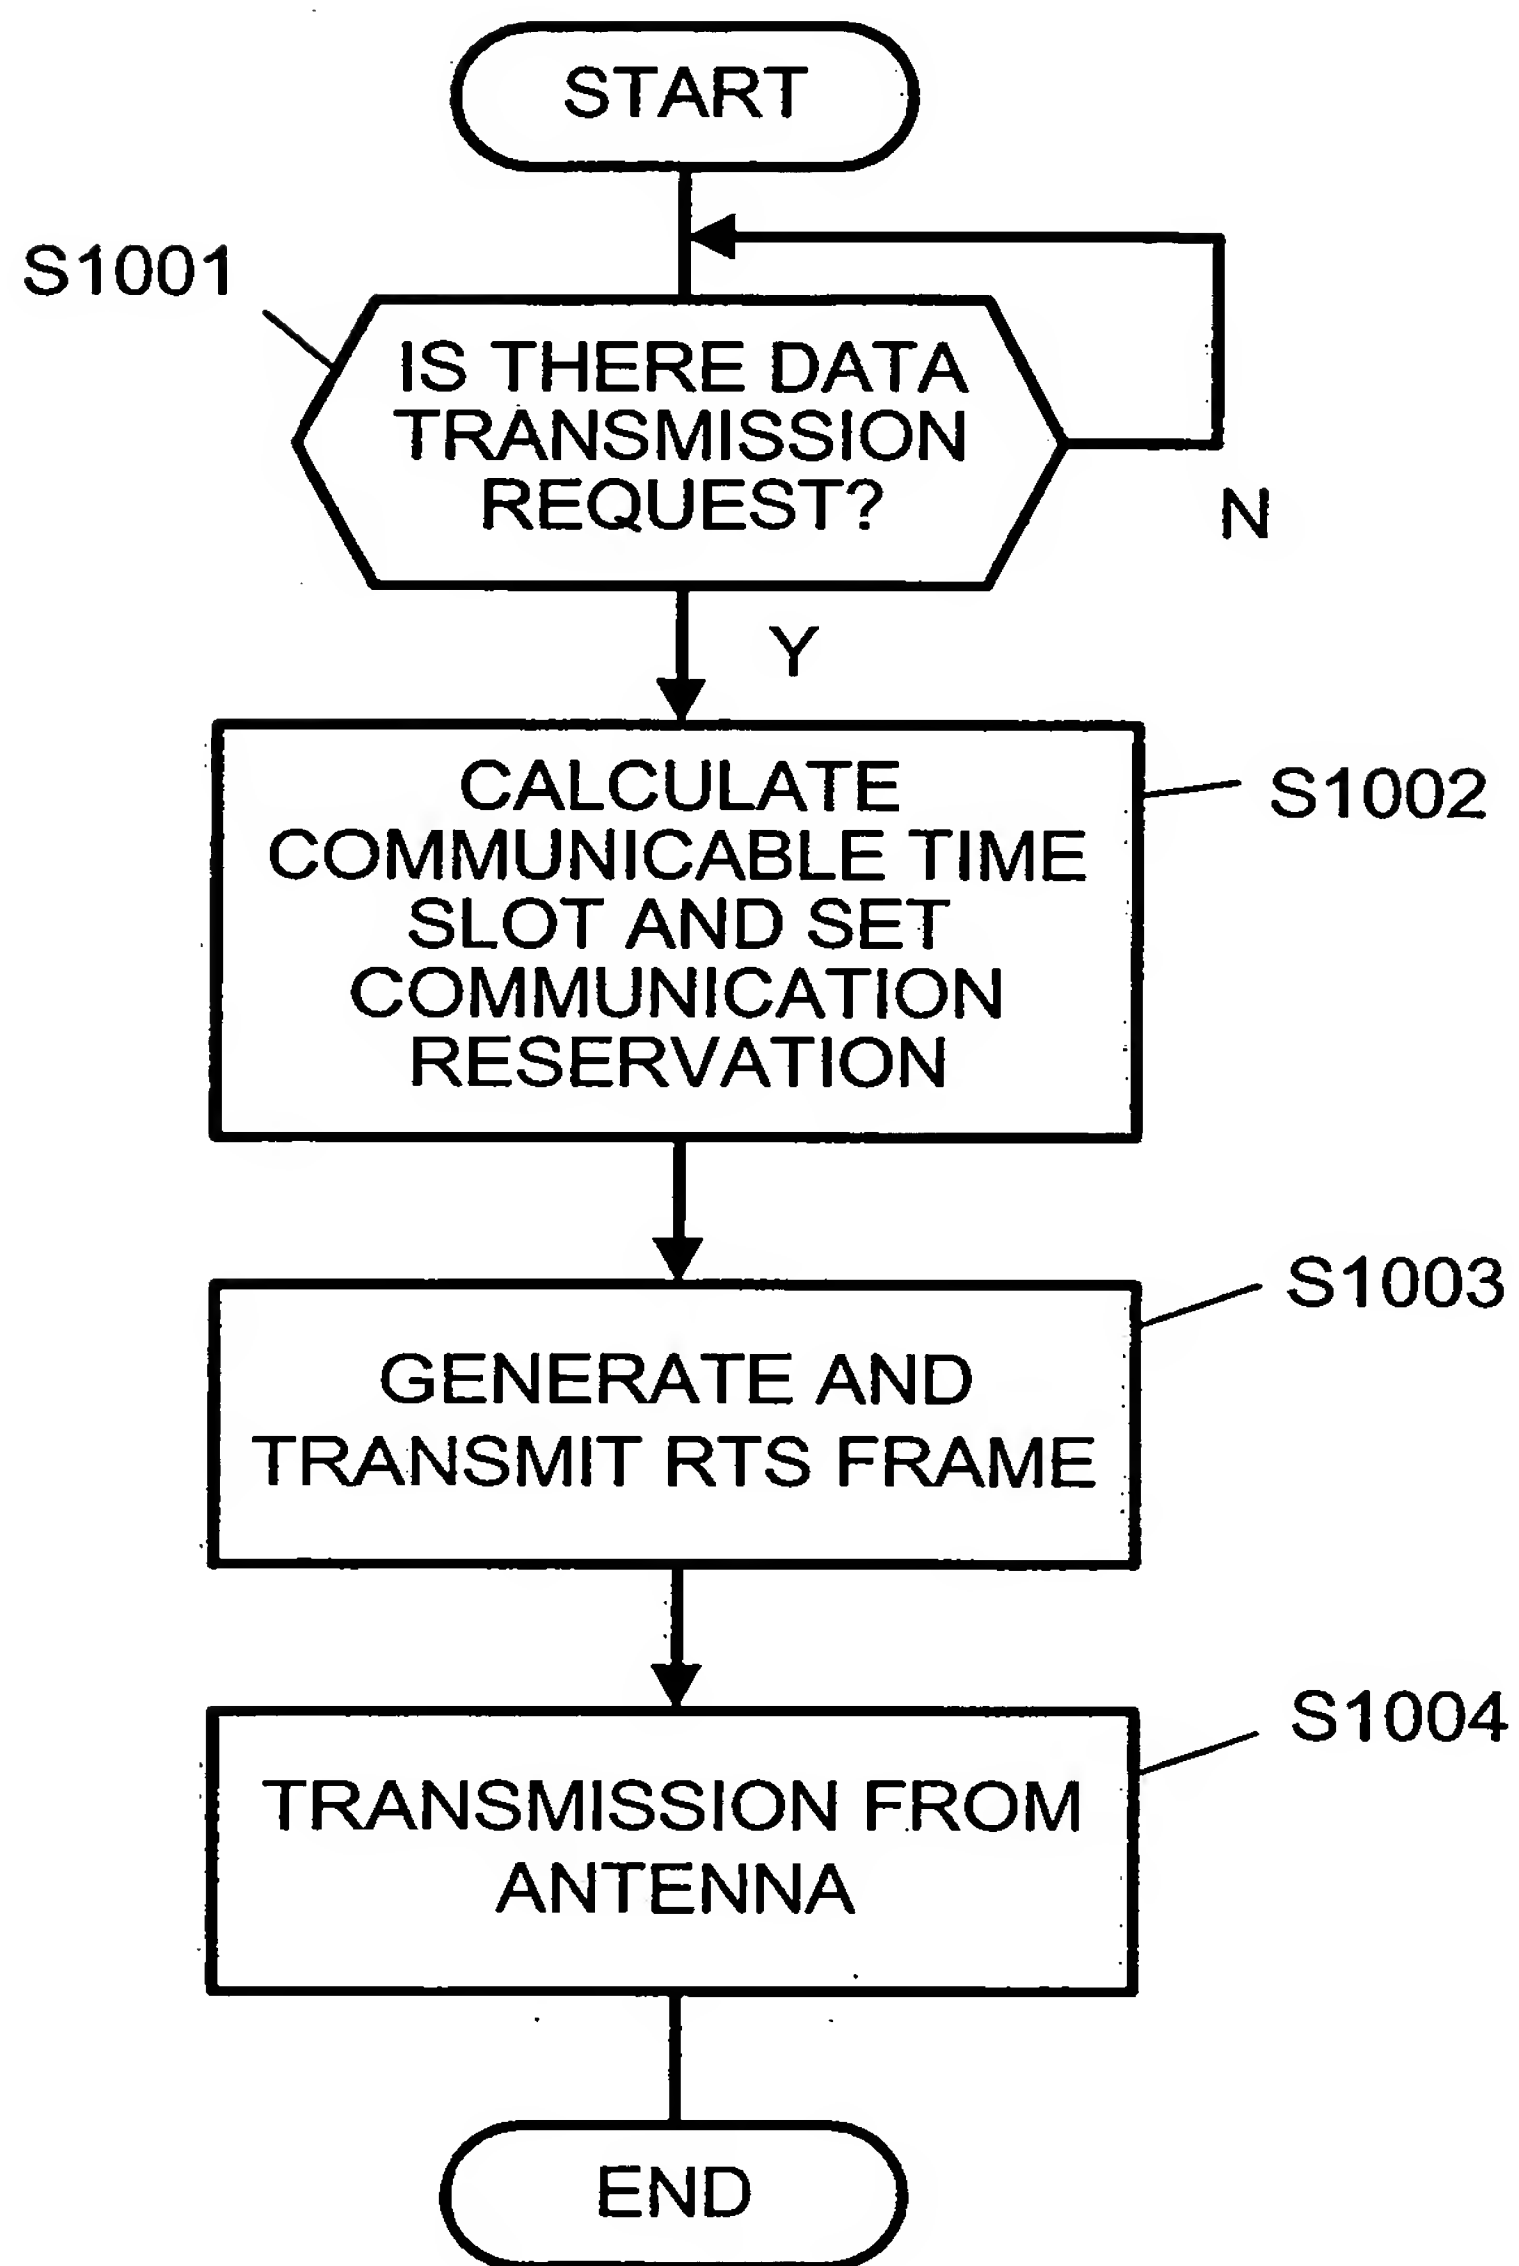 START
S1001
IS THERE DATA
TRANSMISSION
REQUEST?
N
Y
CALCULATE
COMMUNICABLE TIME
SLOT AND SET
COMMUNICATION
RESERVATION
S1002
S1003
GENERATE AND
TRANSMIT RTS FRAME
S1004
TRANSMISSION FROM
ANTENNA
END